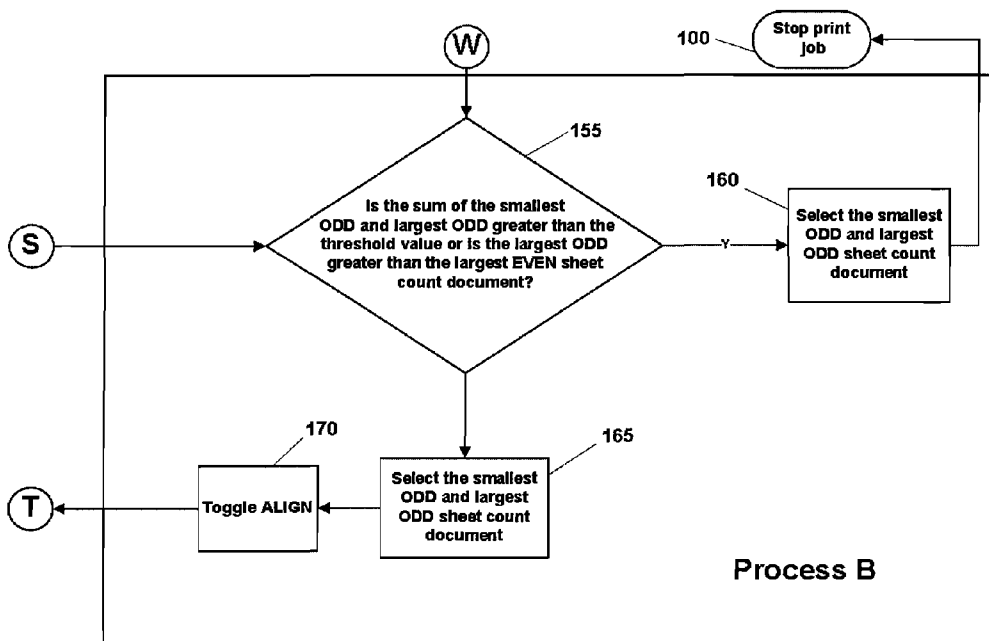 Stop print
job
100
W
155
Is the sum of the smallest
ODD and largest ODD greater than the
threshold value or is the largest ODD
greater than the largest EVEN sheet
count document?
S
Y
160
Select the smallest
ODD and largest
ODD sheet count
document
170
165
T
Toggle ALIGN
Select the smallest
ODD and largest
ODD sheet count
document
Process B